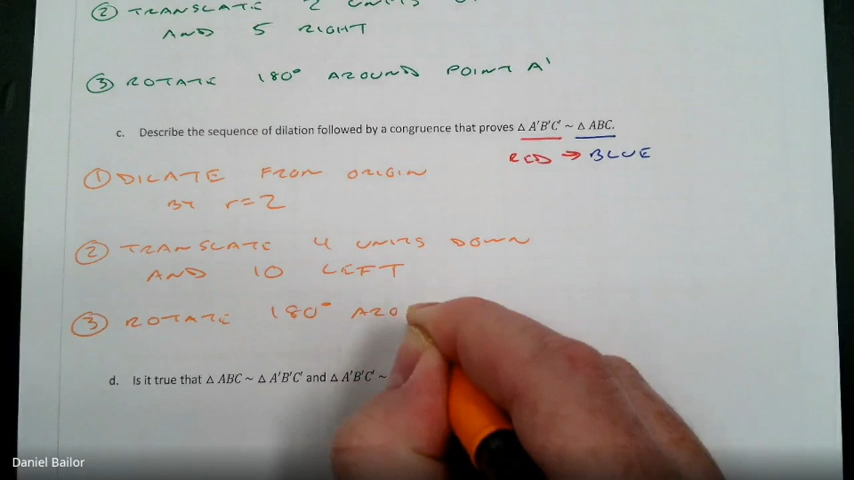 ② TRANSLATE 2 UNITS
AND 5 RIGHT
③ ROTATE 180° AROUND POINT A'
c. Describe the sequence of dilation followed by a congruence that proves △ A'B'C' ~ △ ABC.
RED → BLUE
① DILATE FROM ORIGIN
BY r=2
② TRANSLATE 4 UNITS DOWN
AND 10 LEFT
③ ROTATE 180° ARO
d. Is it true that △ ABC ~ △ A'B'C' and △ A'B'C' ~
Daniel Bailor